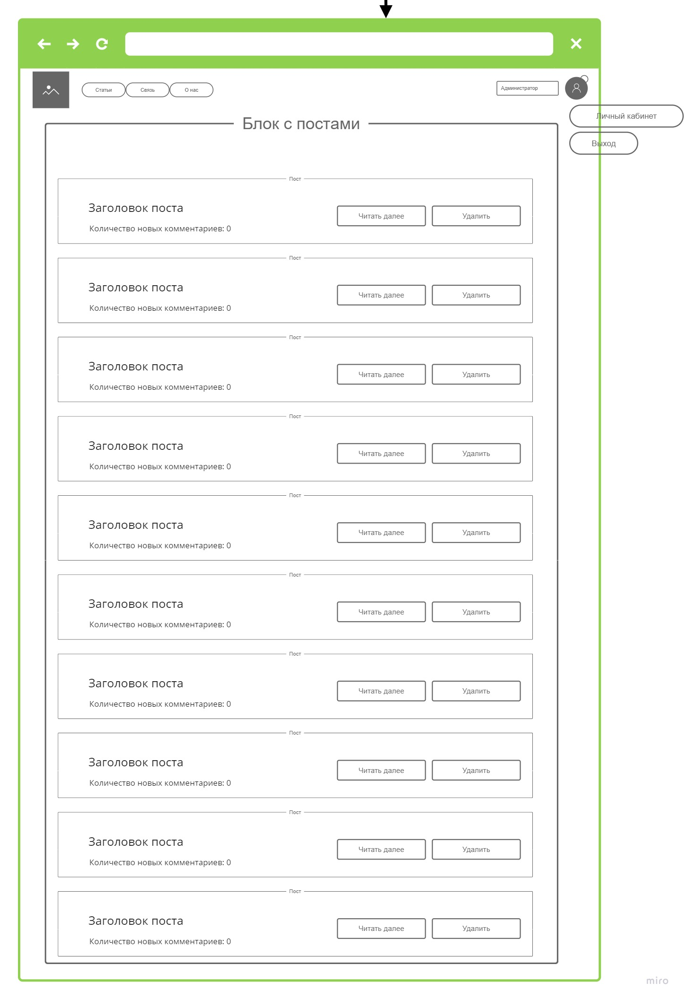 Статьи
Связь
О нас
Администратор
Личный кабинет
Выход
Блок с постами
Пост
Заголовок поста
Количество новых комментариев: 0
Читать далее
Удалить
Пост
Заголовок поста
Количество новых комментариев: 0
Читать далее
Удалить
Пост
Заголовок поста
Количество новых комментариев: 0
Читать далее
Удалить
Пост
Заголовок поста
Количество новых комментариев: 0
Читать далее
Удалить
Пост
Заголовок поста
Количество новых комментариев: 0
Читать далее
Удалить
Пост
Заголовок поста
Количество новых комментариев: 0
Читать далее
Удалить
Пост
Заголовок поста
Количество новых комментариев: 0
Читать далее
Удалить
Пост
Заголовок поста
Количество новых комментариев: 0
Читать далее
Удалить
Пост
Заголовок поста
Количество новых комментариев: 0
Читать далее
Удалить
Пост
Заголовок поста
Количество новых комментариев: 0
Читать далее
Удалить
miro